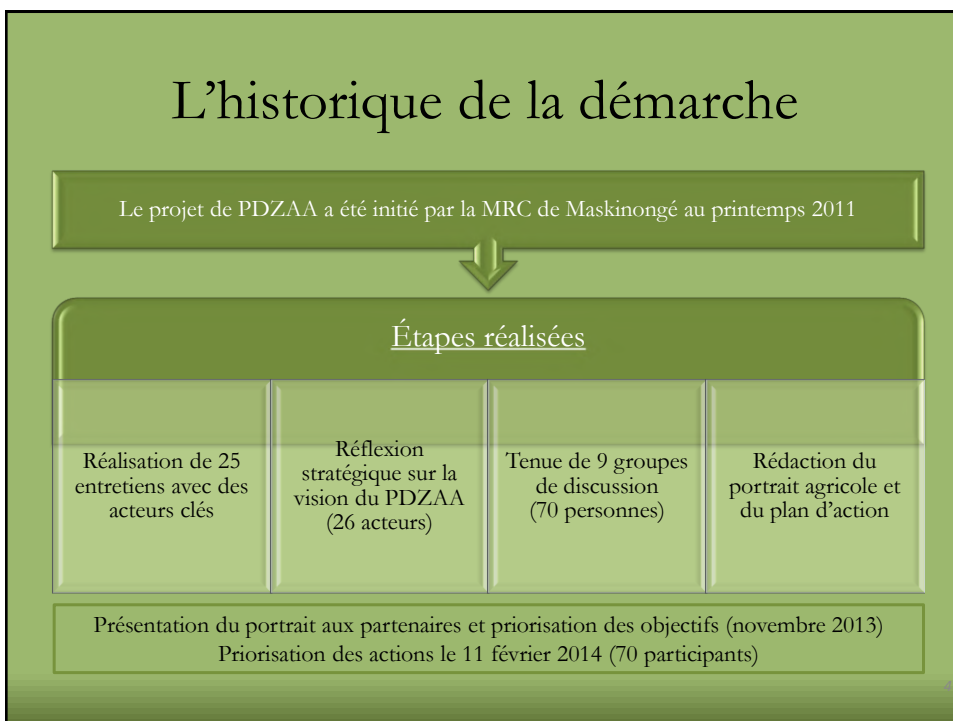 L’historique de la démarche
Le projet de PDZAA a été initié par la MRC de Maskinongé au printemps 2011
Étapes réalisées
Réalisation de 25
entretiens avec des
acteurs clés
Réflexion
stratégique sur la
vision du PDZAA
(26 acteurs)
Tenue de 9 groupes
de discussion
(70 personnes)
Rédaction du
portrait agricole et
du plan d’action
Présentation du portrait aux partenaires et priorisation des objectifs (novembre 2013)
Priorisation des actions le 11 février 2014 (70 participants)
4